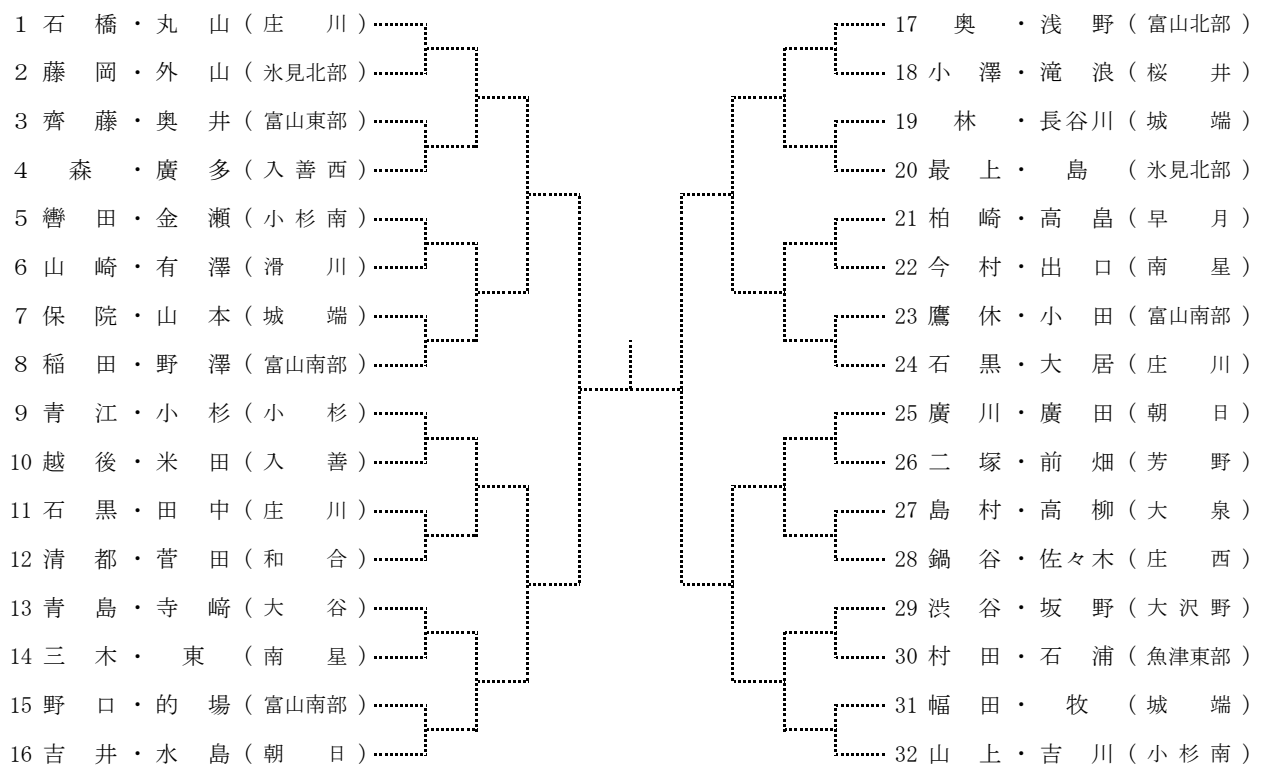 1 石橋・丸山(庄川)
2 藤岡・外山(氷見北部)
3 齊藤・奥井(富山東部)
4 森・廣多(入善西)
5 轡田・金瀬(小杉南)
6 山崎・有澤(滑川)
7 保院・山本(城端)
8 稲田・野澤(富山南部)
9 青江・小杉(小杉)
10 越後・米田(入善)
11 石黒・田中(庄川)
12 清都・菅田(和合)
13 青島・寺﨑(大谷)
14 三木・東(南星)
15 野口・的場(富山南部)
16 吉井・水島(朝日)
17 奥・浅野(富山北部)
18 小澤・滝浪(桜井)
19 林・長谷川(城端)
20 最上・島(氷見北部)
21 柏崎・高畠(早月)
22 今村・出口(南星)
23 鷹休・小田(富山南部)
24 石黒・大居(庄川)
25 廣川・廣田(朝日)
26 二塚・前畑(芳野)
27 島村・高柳(大泉)
28 鍋谷・佐々木(庄西)
29 渋谷・坂野(大沢野)
30 村田・石浦(魚津東部)
31 幅田・牧(城端)
32 山上・吉川(小杉南)